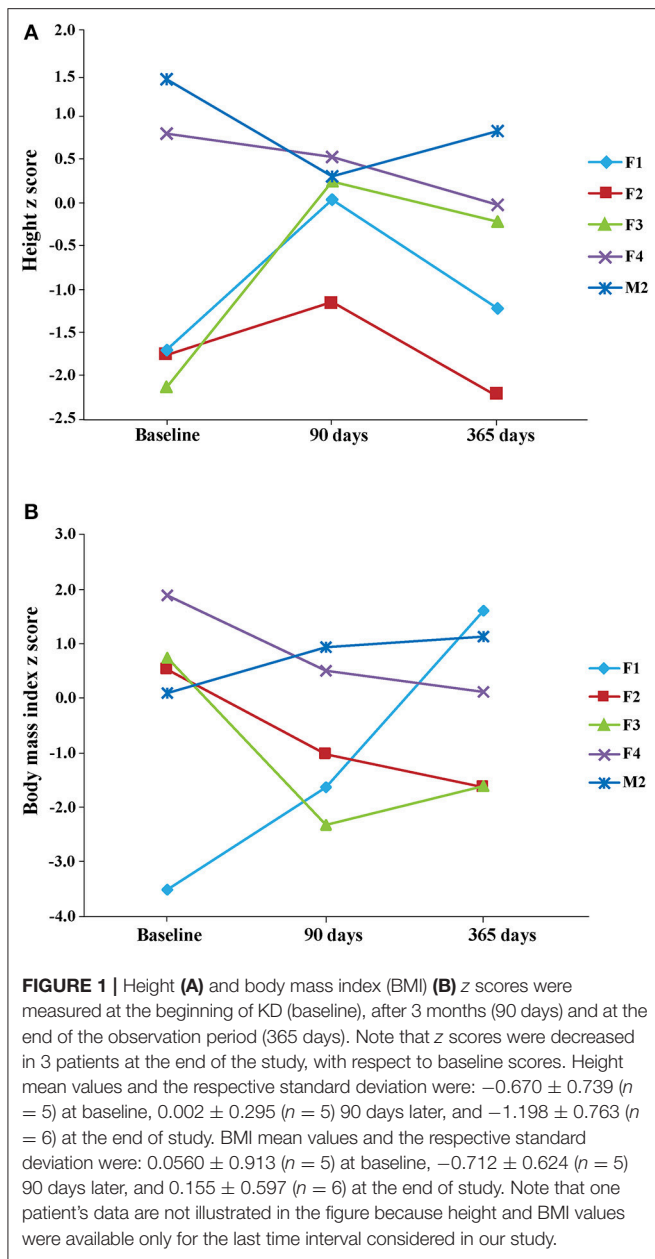 A
2.0
1.5
1.0
0.5
0.0
-0.5
-1.0
-1.5
-2.0
-2.5
Height z score
Baseline
90 days
365 days
F1
F2
F3
F4
M2
B
3.0
2.0
1.0
0.0
-1.0
-2.0
-3.0
-4.0
Body mass index z score
Baseline
90 days
365 days
F1
F2
F3
F4
M2
FIGURE 1 | Height (A) and body mass index (BMI) (B) z scores were
measured at the beginning of KD (baseline), after 3 months (90 days) and at the
end of the observation period (365 days). Note that z scores were decreased
in 3 patients at the end of the study, with respect to baseline scores. Height
mean values and the respective standard deviation were: −0.670 ± 0.739 (n
= 5) at baseline, 0.002 ± 0.295 (n = 5) 90 days later, and −1.198 ± 0.763 (n
= 6) at the end of study. BMI mean values and the respective standard
deviation were: 0.0560 ± 0.913 (n = 5) at baseline, −0.712 ± 0.624 (n = 5)
90 days later, and 0.155 ± 0.597 (n = 6) at the end of study. Note that one
patient's data are not illustrated in the figure because height and BMI values
were available only for the last time interval considered in our study.